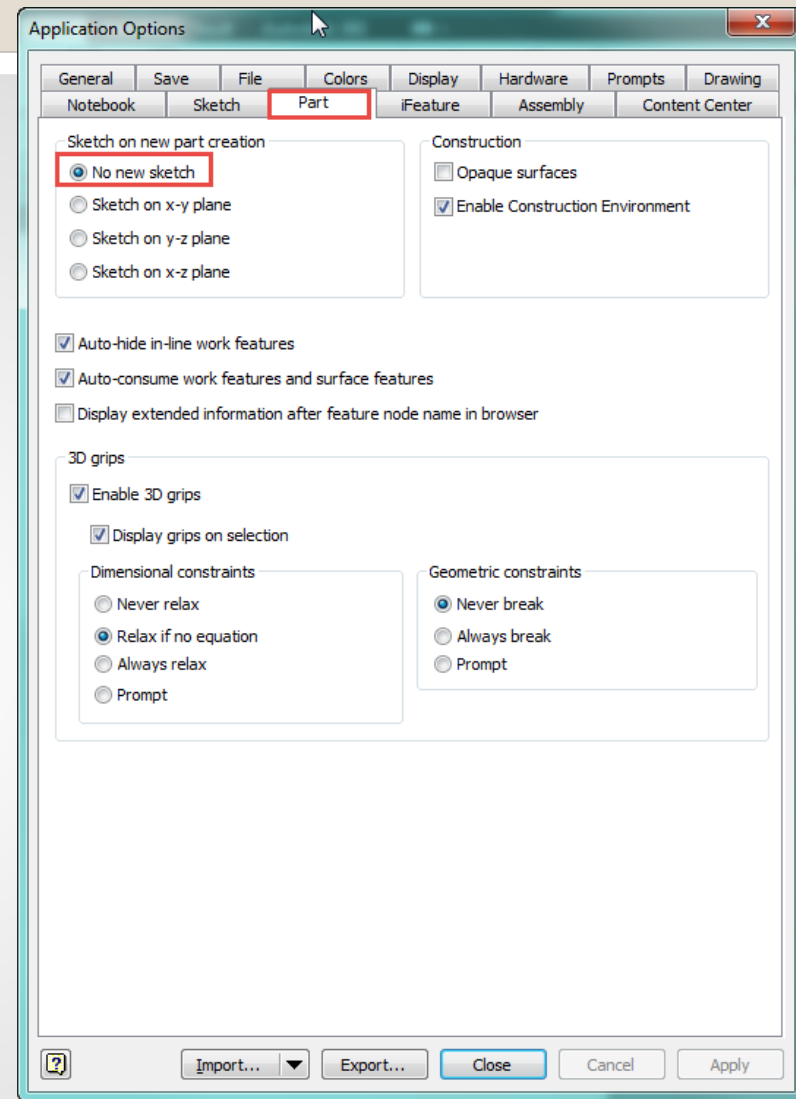 Application Options
General Save File Colors Display Hardware Prompts Drawing
Notebook Sketch Part iFeature Assembly Content Center
Sketch on new part creation
No new sketch
Sketch on x-y plane
Sketch on y-z plane
Sketch on x-z plane
Construction
Opaque surfaces
Enable Construction Environment
Auto-hide in-line work features
Auto-consume work features and surface features
Display extended information after feature node name in browser
3D grips
Enable 3D grips
Display grips on selection
Dimensional constraints
Never relax
Relax if no equation
Always relax
Prompt
Geometric constraints
Never break
Always break
Prompt
Import... Export... Close Cancel Apply